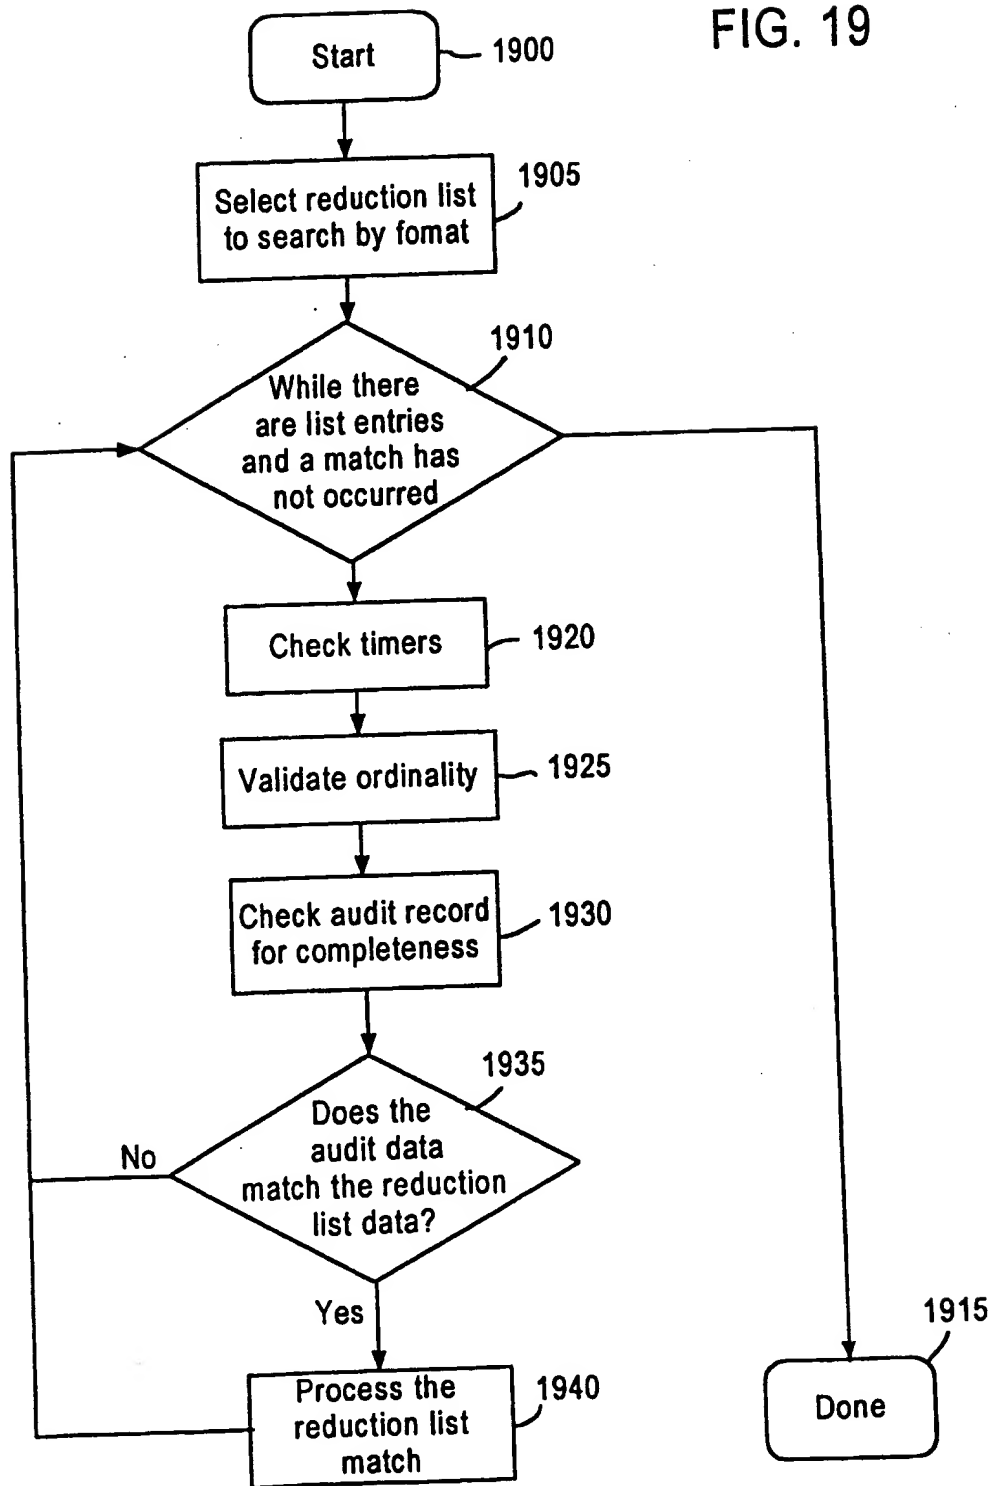 FIG. 19
Start
1900
1905
Select reduction list
to search by fomat
1910
While there
are list entries
and a match has
not occurred
Check timers
1920
Validate ordinality
1925
Check audit record
for completeness
1930
1935
Does the
audit data
match the reduction
list data?
No
Yes
1915
Process the
reduction list
match
1940
Done